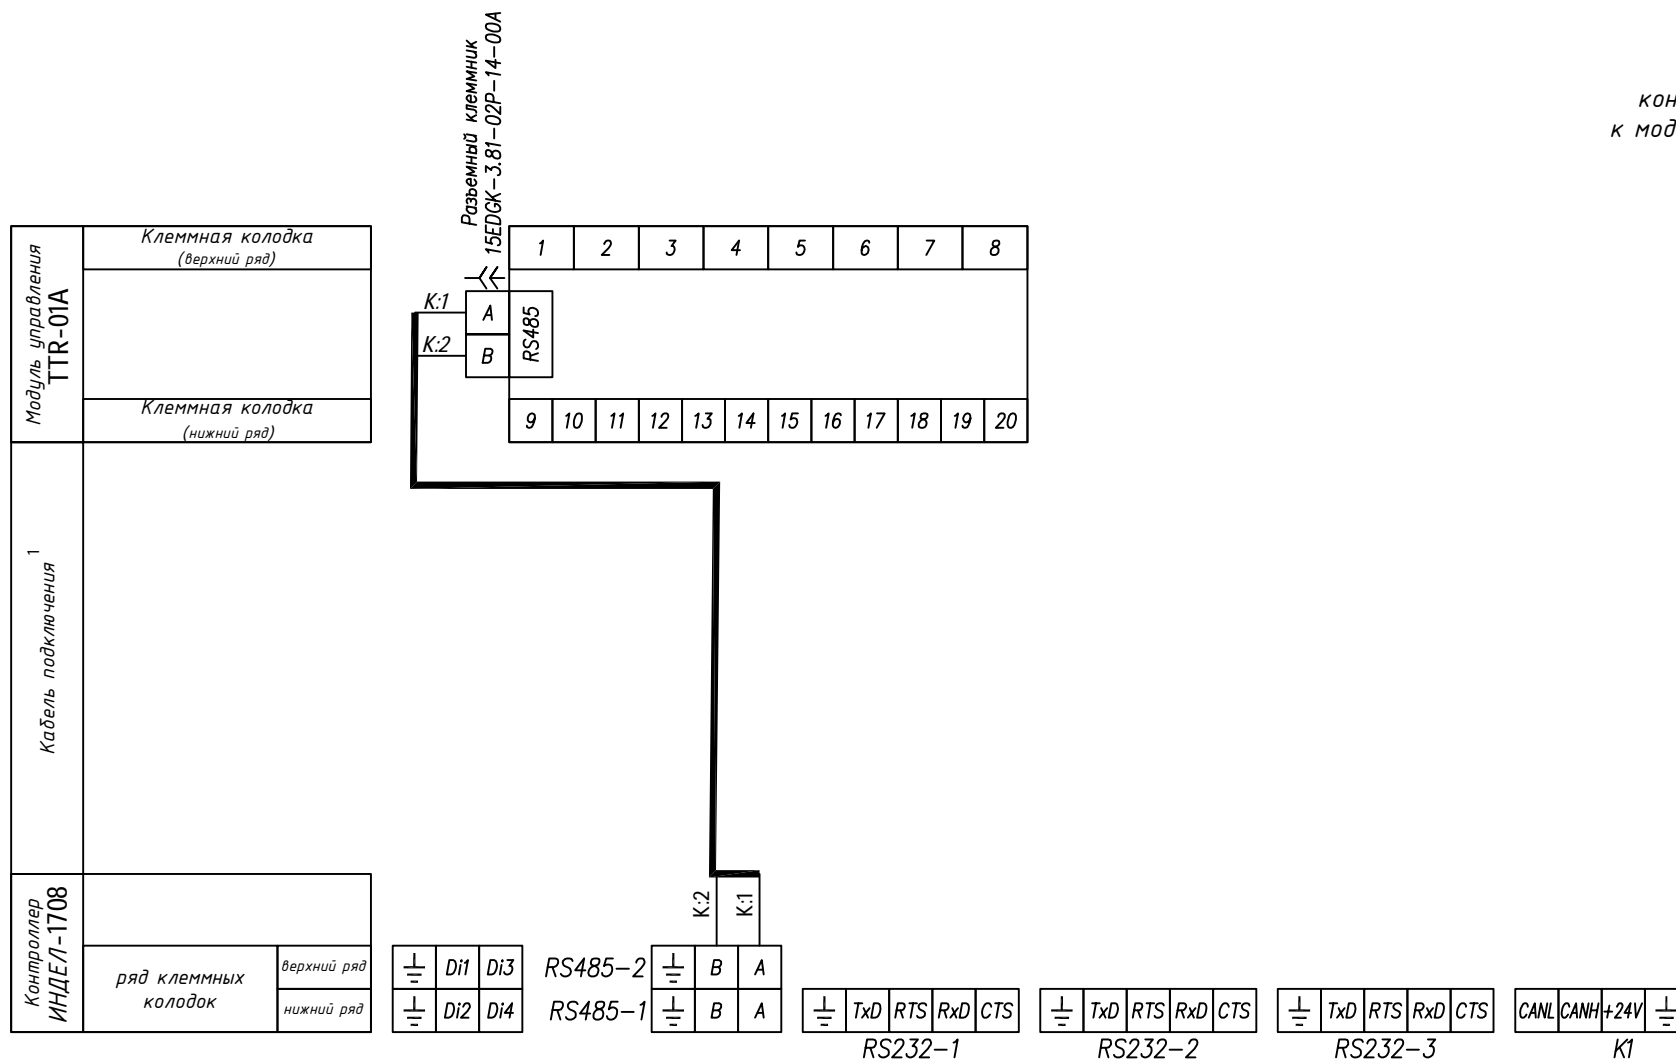 Разъемный клеммник
15EDGK-3.81-02P-14-00A
кон
к мод
Модуль управления
TTR-01A
Клеммная колодка
(верхний ряд)
Клеммная колодка
(нижний ряд)
1 2 3 4 5 6 7 8
K:1
K:2
A
B
RS485
9 10 11 12 13 14 15 16 17 18 19 20
Кабель подключения 1
Контроллер
ИНДЕЛ-1708
ряд клеммных
колодок
верхний ряд
нижний ряд
K:2 K:1
Di1 Di3
Di2 Di4
RS485-2 B A
RS485-1 B A
TxD RTS RxD CTS
RS232-1
TxD RTS RxD CTS
RS232-2
TxD RTS RxD CTS
RS232-3
CANL CANH +24V
K1